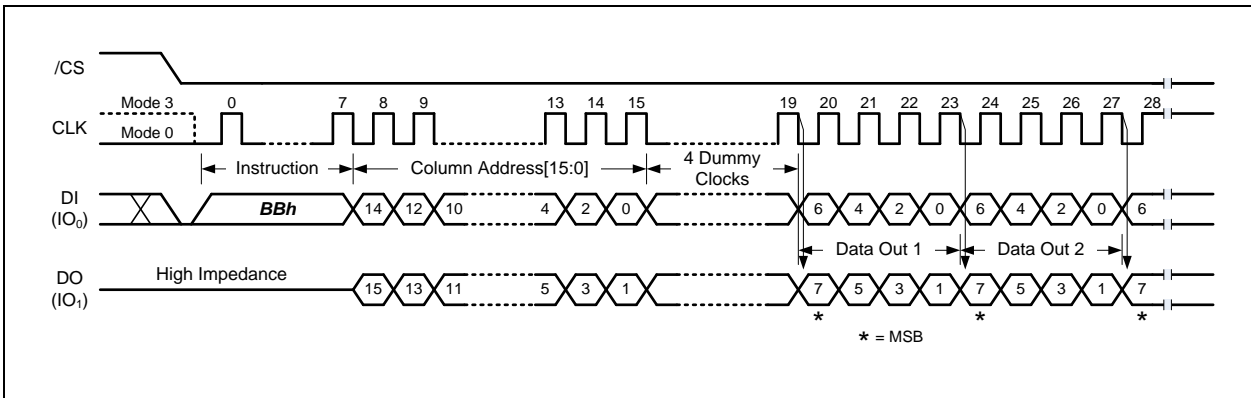 /CS
Mode 3 0 7 8 9 13 14 15 19 20 21 22 23 24 25 26 27 28
CLK
Mode 0
Instruction Column Address[15:0] 4 Dummy
Clocks
DI
(IO0)
BBh 14 12 10 4 2 0 6 4 2 0 6 4 2 0 6
Data Out 1 Data Out 2
DO
(IO1)
High Impedance 15 13 11 5 3 1 7 5 3 1 7 5 3 1 7
* * *
* = MSB